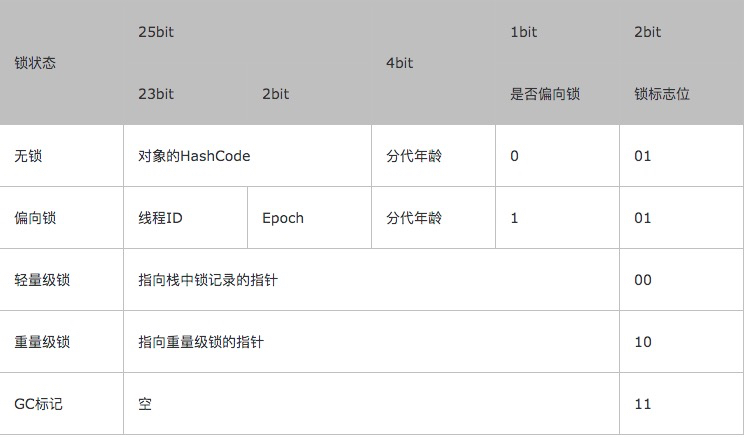 锁状态 25bit 4bit 1bit 2bit
23bit 2bit 是否偏向锁 锁标志位
无锁 对象的HashCode 分代年龄 0 01
偏向锁 线程ID Epoch 分代年龄 1 01
轻量级锁 指向栈中锁记录的指针 00
重量级锁 指向重量级锁的指针 10
GC标记 空 11